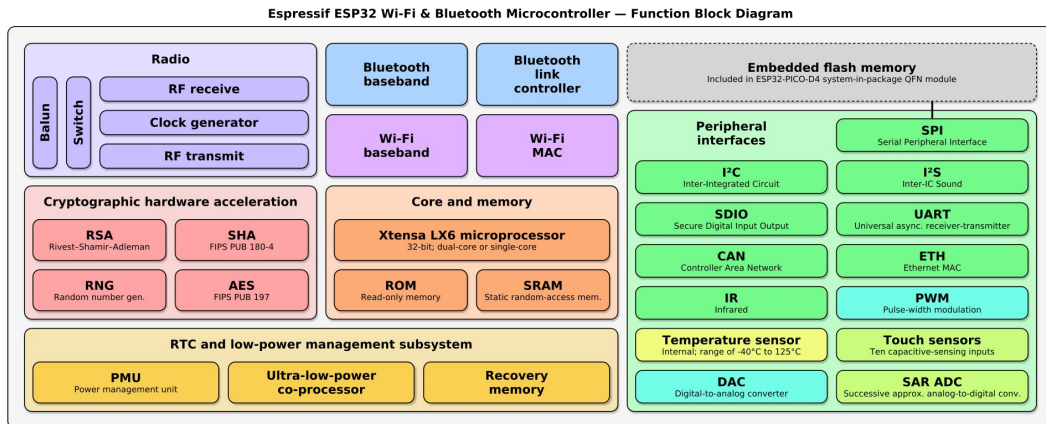 Espressif ESP32 Wi-Fi & Bluetooth Microcontroller — Function Block Diagram
Radio
Balun
Switch
RF receive
Clock generator
RF transmit
Bluetooth
baseband
Bluetooth
link
controller
Wi-Fi
baseband
Wi-Fi
MAC
Embedded flash memory
Included in ESP32-PICO-D4 system-in-package QFN module
Cryptographic hardware acceleration
RSA
Rivest–Shamir–Adleman
SHA
FIPS PUB 180-4
RNG
Random number gen.
AES
FIPS PUB 197
Core and memory
Xtensa LX6 microprocessor
32-bit; dual-core or single-core
ROM
Read-only memory
SRAM
Static random-access mem.
RTC and low-power management subsystem
PMU
Power management unit
Ultra-low-power
co-processor
Recovery
memory
Peripheral
interfaces
SPI
Serial Peripheral Interface
I²C
Inter-Integrated Circuit
I²S
Inter-IC Sound
SDIO
Secure Digital Input Output
UART
Universal async. receiver-transmitter
CAN
Controller Area Network
ETH
Ethernet MAC
IR
Infrared
PWM
Pulse-width modulation
Temperature sensor
Internal; range of -40°C to 125°C
Touch sensors
Ten capacitive-sensing inputs
DAC
Digital-to-analog converter
SAR ADC
Successive approx. analog-to-digital conv.